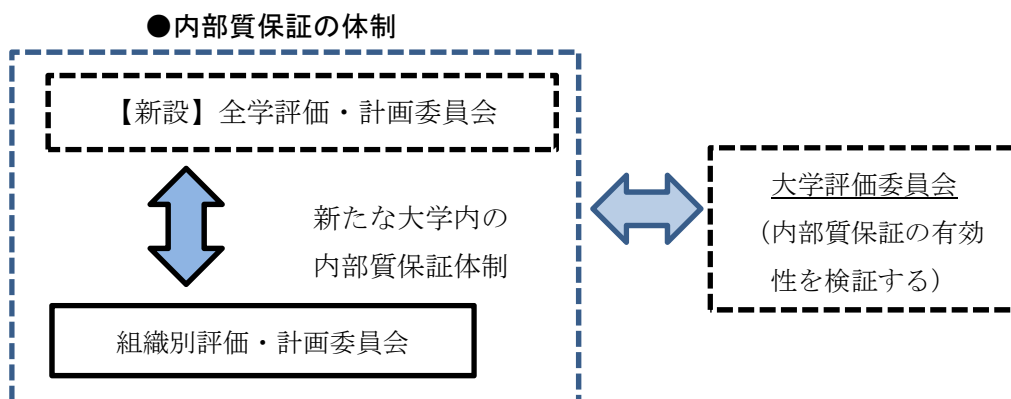 ●内部質保証の体制
【新設】全学評価・計画委員会
新たな大学内の
内部質保証体制
組織別評価・計画委員会
大学評価委員会
（内部質保証の有効
性を検証する）